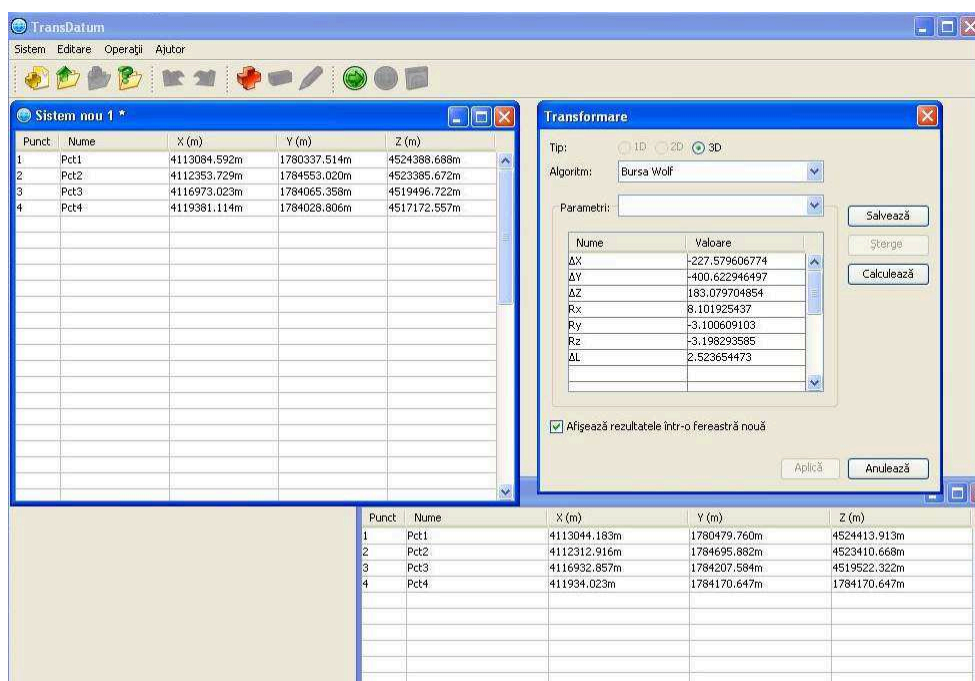 TransDatum
Sistem Editare Operaţii Ajutor
Sistem nou 1 *
Punct Nume X (m) Y (m) Z (m)
1 Pct1 4113084.592m 1780337.514m 4524388.688m
2 Pct2 4112353.729m 1784553.020m 4523385.672m
3 Pct3 4116973.023m 1784065.358m 4519496.722m
4 Pct4 4119381.114m 1784028.806m 4517172.557m
Transformare
Tip: 1D 2D 3D
Algoritm: Bursa Wolf
Parametri:
Salvează
Şterge
Calculează
Nume Valoare
ΔX -227.579606774
ΔY -400.622946497
ΔZ 183.079704854
Rx 8.101925437
Ry -3.100609103
Rz -3.198293585
ΔL 2.523654473
Afişează rezultatele într-o fereastră nouă
Aplică Anulează
Punct Nume X (m) Y (m) Z (m)
1 Pct1 4113044.183m 1780479.760m 4524413.913m
2 Pct2 4112312.916m 1784695.882m 4523410.668m
3 Pct3 4116932.857m 1784207.584m 4519522.322m
4 Pct4 411934.023m 1784170.647m 1784170.647m